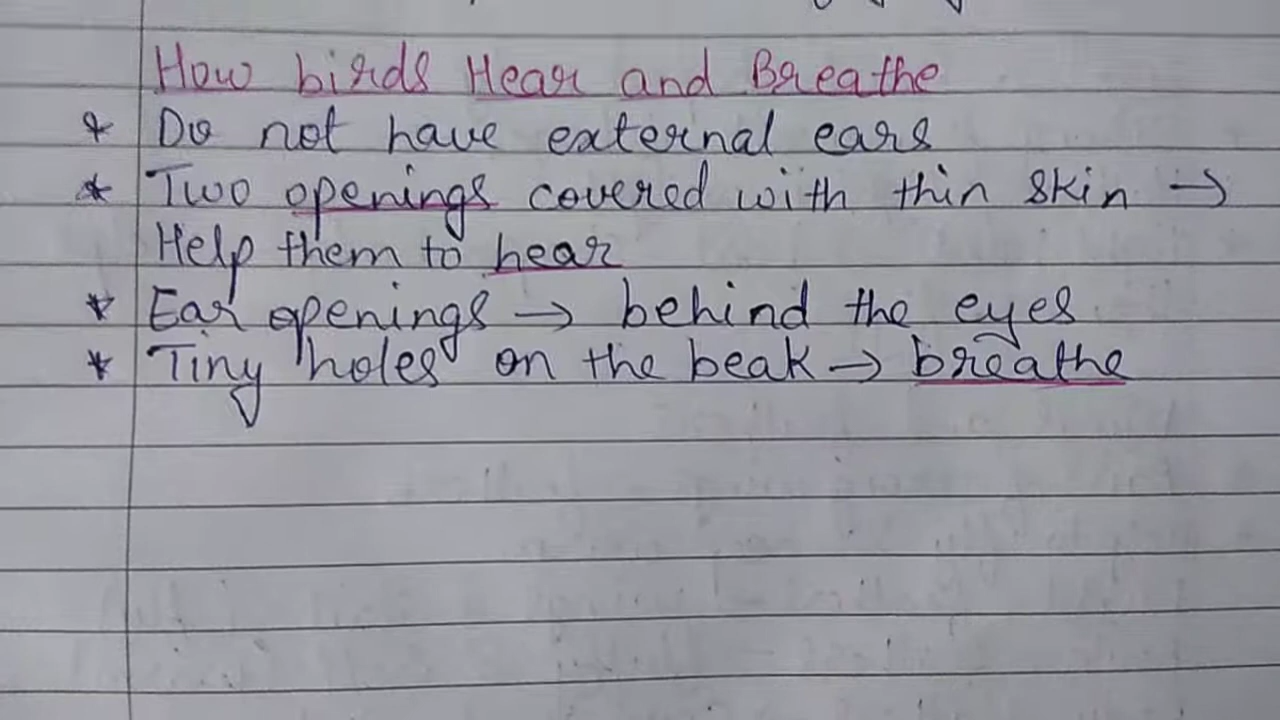 How birds Hear and Breathe
* Do not have external ears
* Two openings covered with thin skin →
Help them to hear
* Ear openings → behind the eyes
* Tiny holes on the beak → breathe